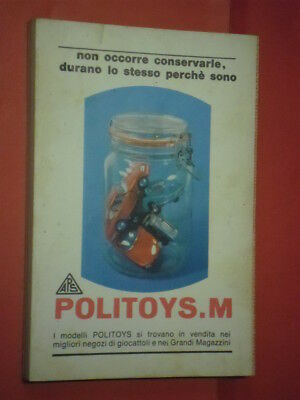 non occorre conservarle,
durano lo stesso perchè sono
APS
POLITOYS.M
I modelli POLITOYS si trovano in vendita nei
migliori negozi di giocattoli e nei Grandi Magazzini